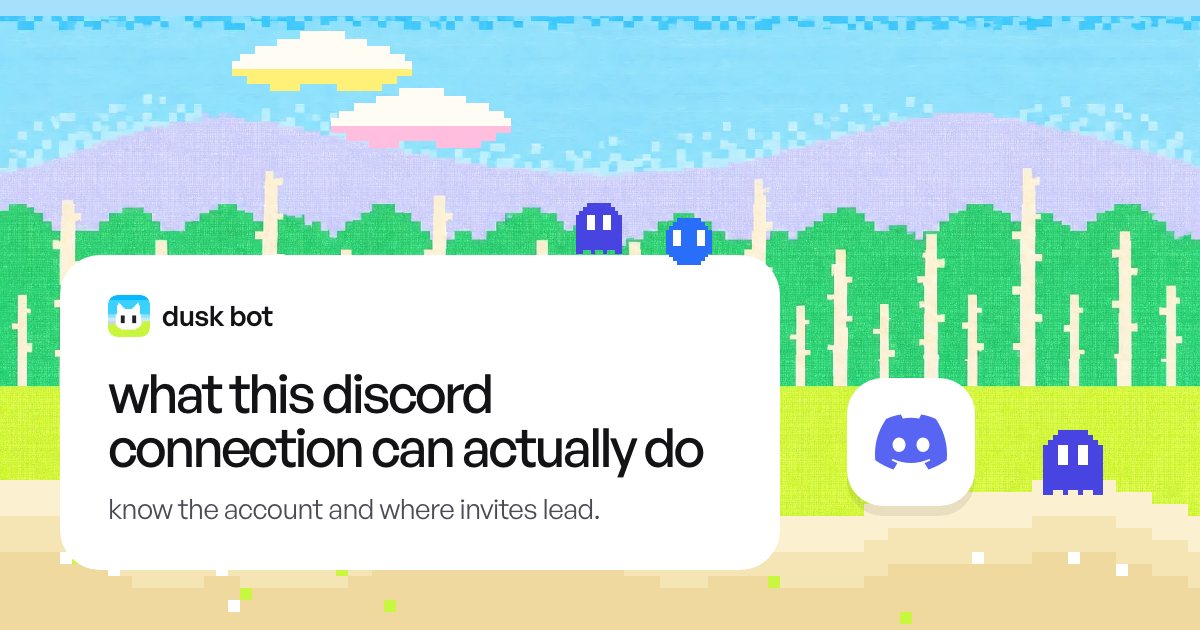 dusk bot
what this discord
connection can actually do
know the account and where invites lead.